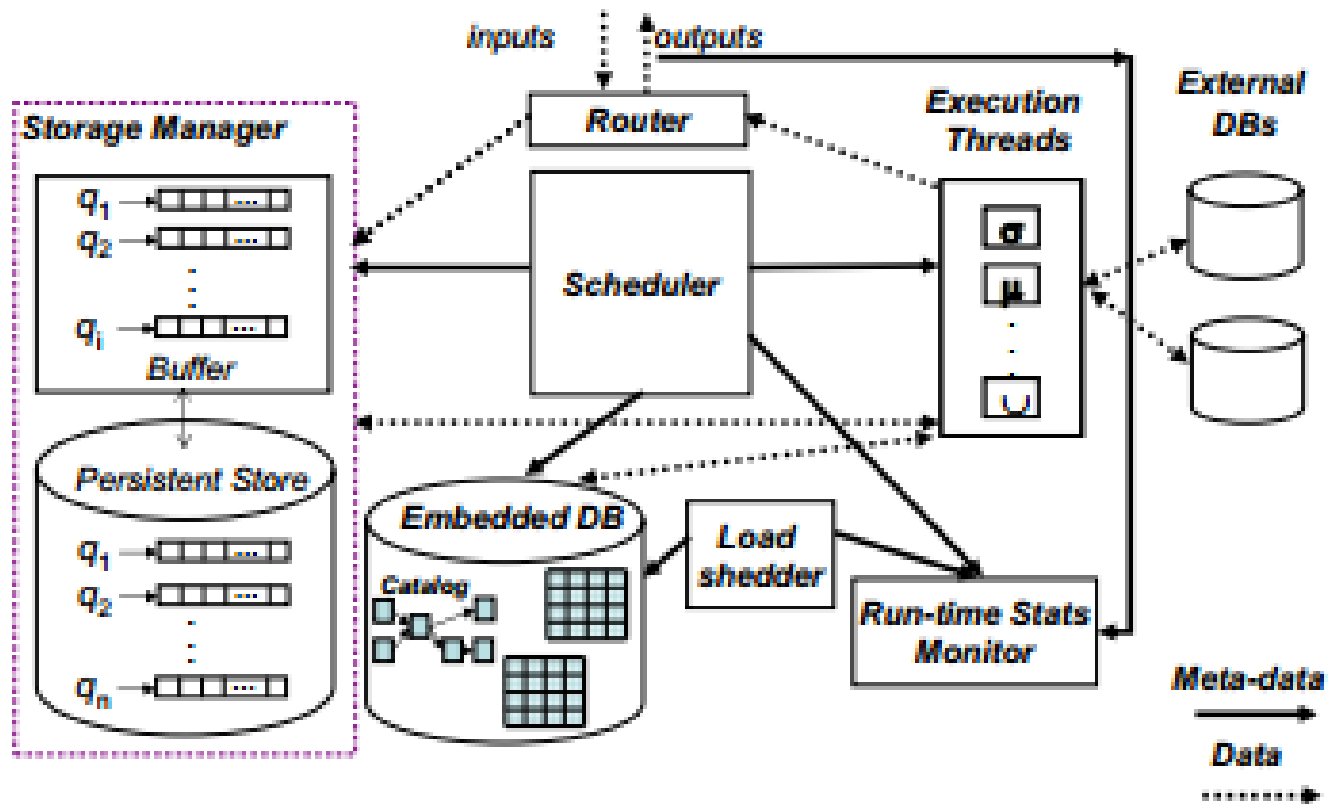 inputs
outputs
Storage Manager
Router
Execution
Threads
External
DBs
q1
....
q2
....
qi
....
Buffer
Scheduler
σ
μ
∪
Persistent Store
q1
....
q2
....
qn
....
Embedded DB
Catalog
Load
shedder
Run-time Stats
Monitor
Meta-data
Data